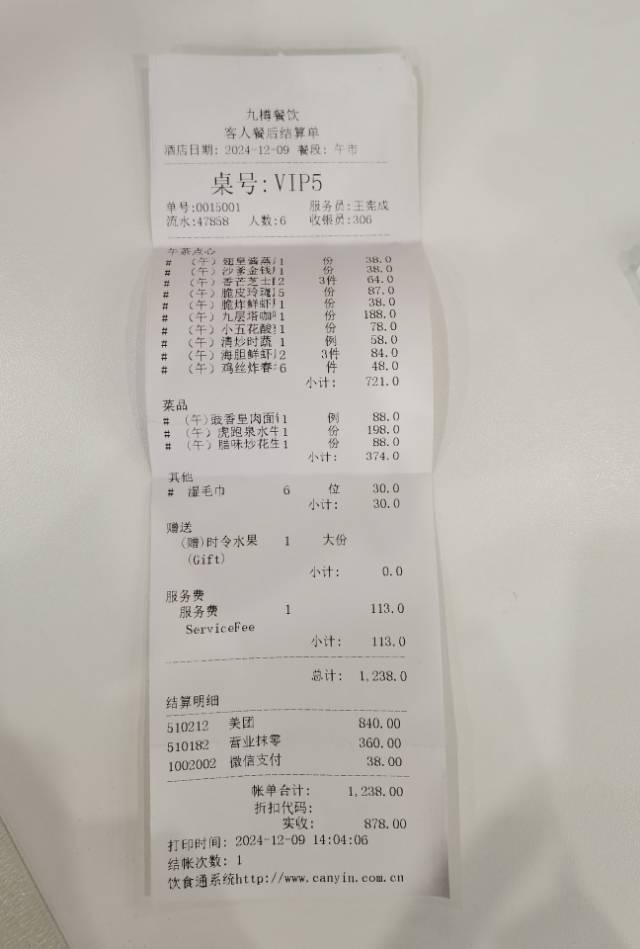 九樽餐饮
客人餐后结算单
酒店日期: 2024-12-09 餐段: 午市
桌号:VIP5
单号:0015001 服务员:王宪成
流水:47858 人数:6 收银员:306
午茶点心
# (午)翅皇酱蒸 1 份 38.0
# (午)沙爹金钱 1 份 38.0
# (午)香芒芝士 2 3件 64.0
# (午)脆皮玲珑 5 份 87.0
# (午)脆炸鲜虾 1 份 38.0
# (午)九层塔咖 1 份 188.0
# (午)小五花酸 1 份 78.0
# (午)清炒时蔬 1 例 58.0
# (午)海胆鲜虾 2 3件 84.0
# (午)鸡丝炸春 6 件 48.0
小计: 721.0
菜品
# (午)豉香皇肉面 1 例 88.0
# (午)虎跑泉水牛 1 份 198.0
# (午)腊味炒花生 1 份 88.0
小计: 374.0
其他
# 湿毛巾 6 位 30.0
小计: 30.0
赠送
(赠)时令水果 1 大份
(Gift)
小计: 0.0
服务费
服务费 1 113.0
ServiceFee
小计: 113.0
总计: 1,238.0
结算明细
510212 美团 840.00
510182 营业抹零 360.00
1002002 微信支付 38.00
帐单合计: 1,238.00
折扣代码:
实收: 878.00
打印时间: 2024-12-09 14:04:06
结帐次数: 1
饮食通系统http://www.canyin.com.cn